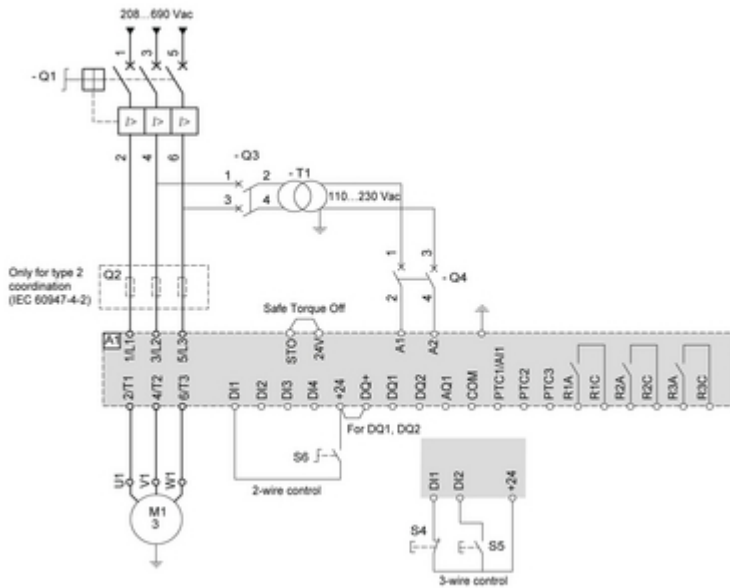 208...690 Vac
1 3 5
- Q1
I> I> I>
2 4 6
- Q3
1 2
3 4
- T1
110...230 Vac
Only for type 2
coordination
(IEC 60947-4-2)
Q2
1 3
- Q4
2 4
Safe Torque Off
A1
1/L1 3/L2 5/L3 STO 24V A1 A2
2/T1 4/T2 6/T3 DI1 DI2 DI3 DI4 +24 DQ+ DQ1 DQ2 AQ1 COM PTC1/AI1 PTC2 PTC3 R1A R1C R2A R2C R3A R3C
For DQ1, DQ2
S6
2-wire control
U1 V1 W1
M1
3
DI1 DI2 +24
S4 S5
3-wire control